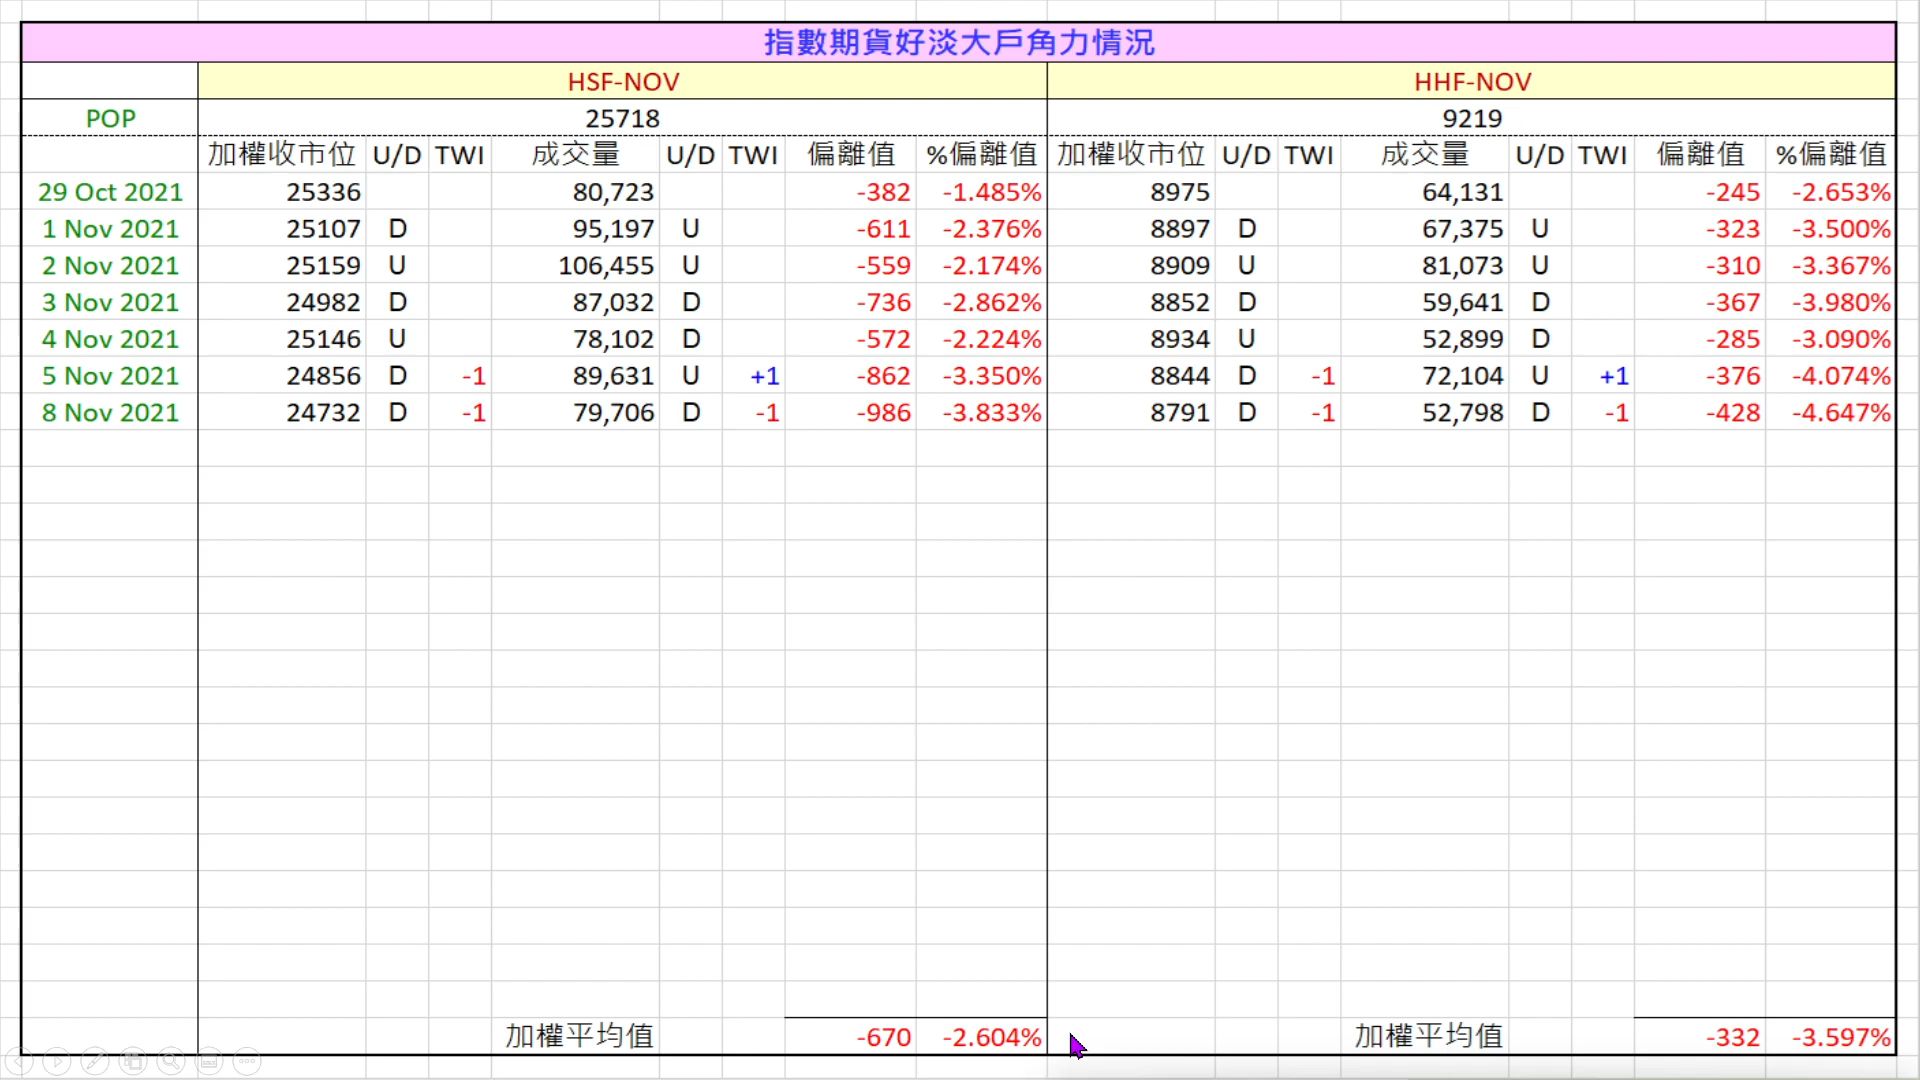 指數期貨好淡大戶角力情況
HSF-NOV HHF-NOV
POP 25718 9219
加權收市位 U/D TWI 成交量 U/D TWI 偏離值 %偏離值 加權收市位 U/D TWI 成交量 U/D TWI 偏離值 %偏離值
29 Oct 2021 25336 80,723 -382 -1.485% 8975 64,131 -245 -2.653%
1 Nov 2021 25107 D 95,197 U -611 -2.376% 8897 D 67,375 U -323 -3.500%
2 Nov 2021 25159 U 106,455 U -559 -2.174% 8909 U 81,073 U -310 -3.367%
3 Nov 2021 24982 D 87,032 D -736 -2.862% 8852 D 59,641 D -367 -3.980%
4 Nov 2021 25146 U 78,102 D -572 -2.224% 8934 U 52,899 D -285 -3.090%
5 Nov 2021 24856 D -1 89,631 U +1 -862 -3.350% 8844 D -1 72,104 U +1 -376 -4.074%
8 Nov 2021 24732 D -1 79,706 D -1 -986 -3.833% 8791 D -1 52,798 D -1 -428 -4.647%
加權平均值 -670 -2.604% 加權平均值 -332 -3.597%